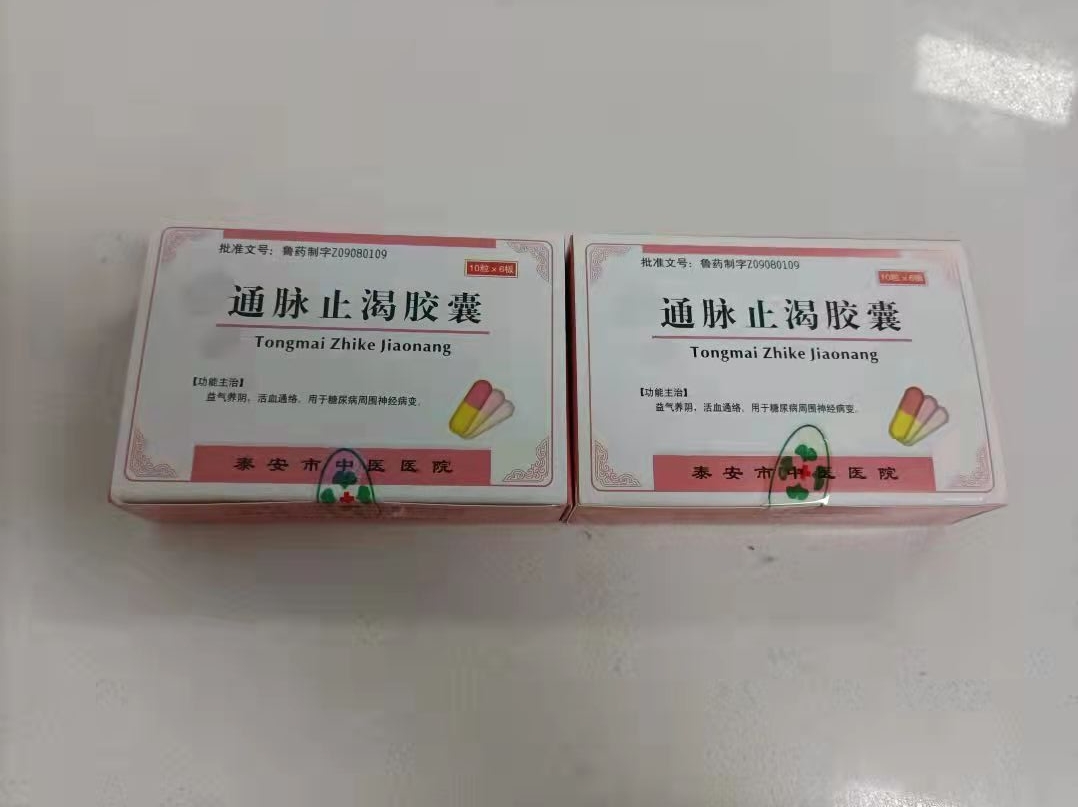 批准文号：鲁药制字Z09080109
10粒×6板
通脉止渴胶囊
Tongmai Zhike Jiaonang
【功能主治】
益气养阴，活血通络。用于糖尿病周围神经病变。
泰安市中医医院
批准文号：鲁药制字Z09080109
10粒×6板
通脉止渴胶囊
Tongmai Zhike Jiaonang
【功能主治】
益气养阴，活血通络。用于糖尿病周围神经病变。
泰安市中医医院